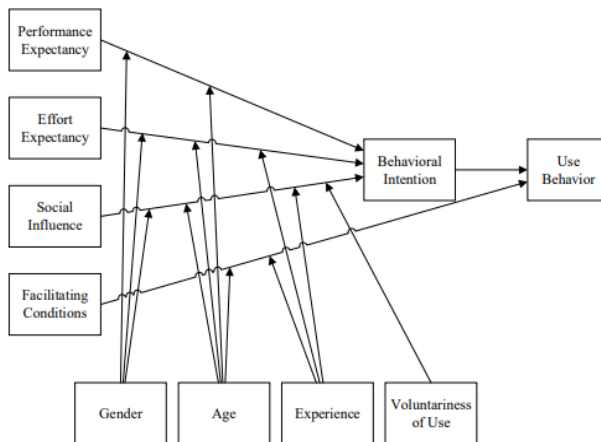 Performance
Expectancy
Effort
Expectancy
Behavioral
Intention
Use
Behavior
Social
Influence
Facilitating
Conditions
Gender
Age
Experience
Voluntariness
of Use